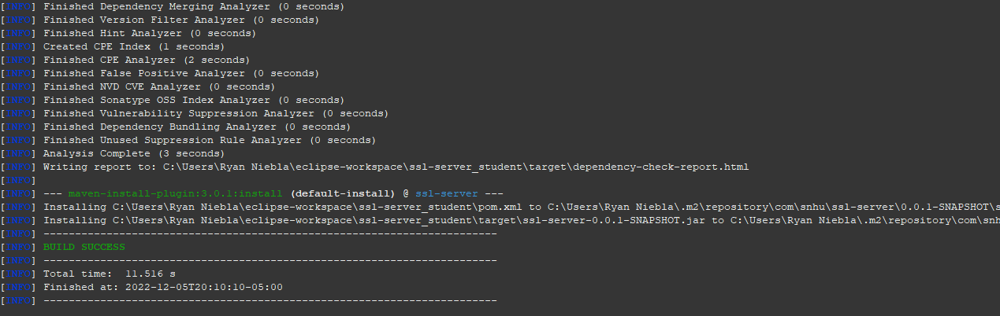 [INFO] Finished Dependency Merging Analyzer (0 seconds)
[INFO] Finished Version Filter Analyzer (0 seconds)
[INFO] Finished Hint Analyzer (0 seconds)
[INFO] Created CPE Index (1 seconds)
[INFO] Finished CPE Analyzer (2 seconds)
[INFO] Finished False Positive Analyzer (0 seconds)
[INFO] Finished NVD CVE Analyzer (0 seconds)
[INFO] Finished Sonatype OSS Index Analyzer (0 seconds)
[INFO] Finished Vulnerability Suppression Analyzer (0 seconds)
[INFO] Finished Dependency Bundling Analyzer (0 seconds)
[INFO] Finished Unused Suppression Rule Analyzer (0 seconds)
[INFO] Analysis Complete (3 seconds)
[INFO] Writing report to: C:\Users\Ryan Niebla\eclipse-workspace\ssl-server_student\target\dependency-check-report.html
[INFO]
[INFO] --- maven-install-plugin:3.0.1:install (default-install) @ ssl-server ---
[INFO] Installing C:\Users\Ryan Niebla\eclipse-workspace\ssl-server_student\pom.xml to C:\Users\Ryan Niebla\.m2\repository\com\snhu\ssl-server\0.0.1-SNAPSHOT\s
[INFO] Installing C:\Users\Ryan Niebla\eclipse-workspace\ssl-server_student\target\ssl-server-0.0.1-SNAPSHOT.jar to C:\Users\Ryan Niebla\.m2\repository\com\snh
[INFO] ------------------------------------------------------------------------
[INFO] BUILD SUCCESS
[INFO] ------------------------------------------------------------------------
[INFO] Total time:  11.516 s
[INFO] Finished at: 2022-12-05T20:10:10-05:00
[INFO] ------------------------------------------------------------------------